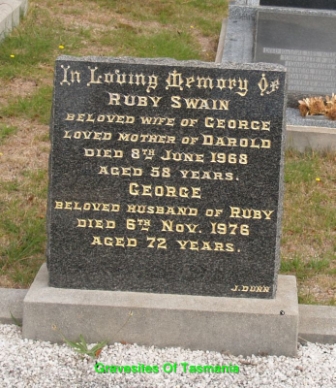 In Loving Memory of
RUBY SWAIN
BELOVED WIFE OF GEORGE
LOVED MOTHER OF DAROLD
DIED 8TH JUNE 1968
AGED 58 YEARS.
GEORGE
BELOVED HUSBAND OF RUBY
DIED 6TH NOV. 1976
AGED 72 YEARS.
J. DUNN
Gravesites Of Tasmania